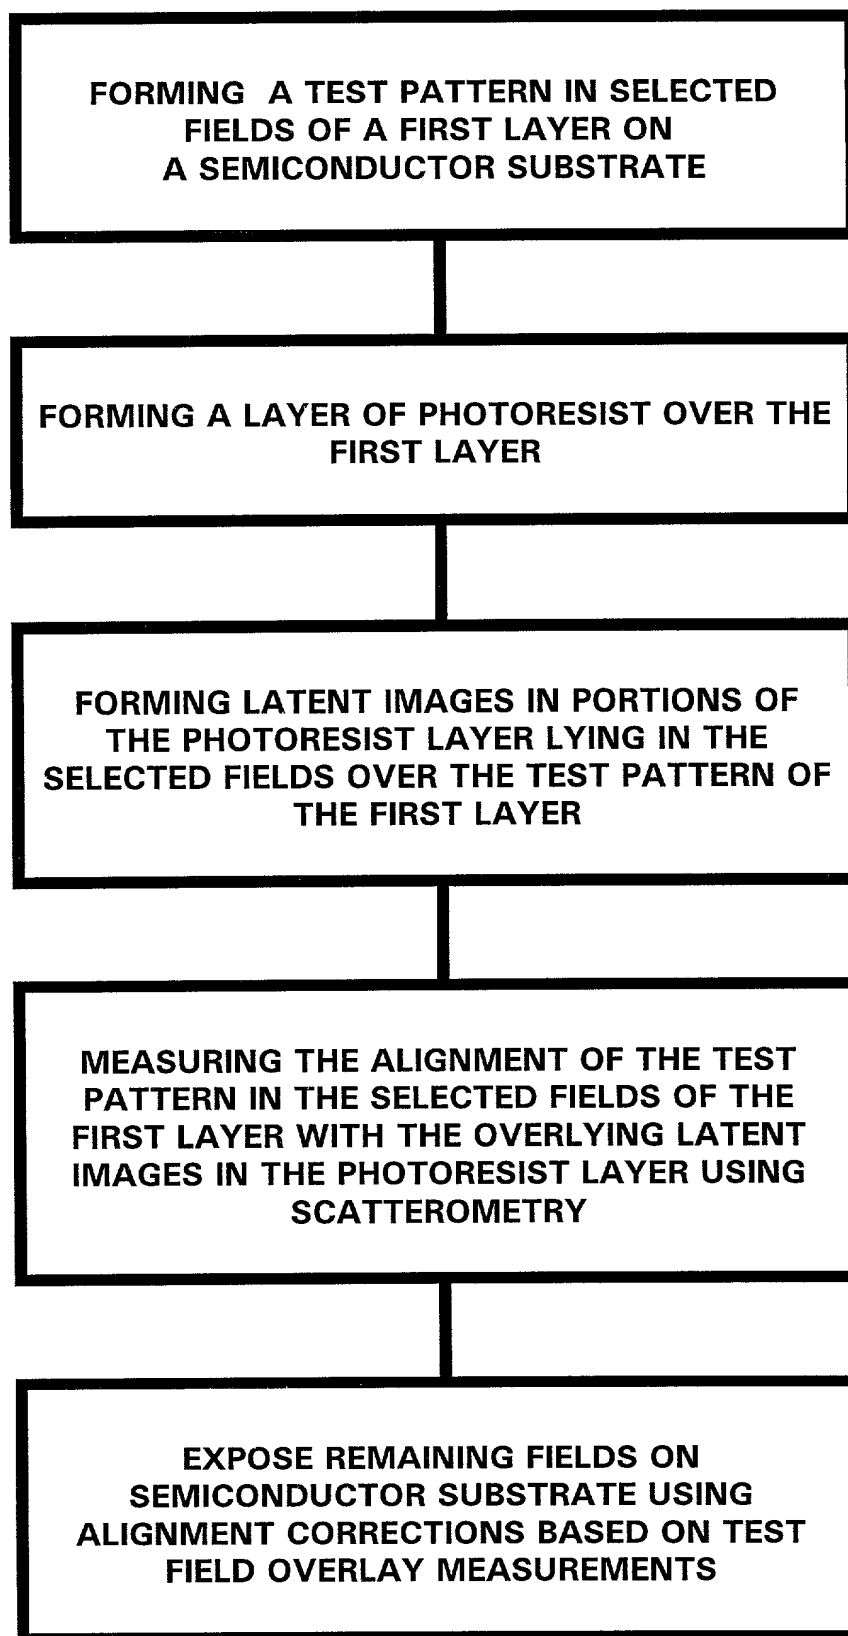 FORMING A TEST PATTERN IN SELECTED
FIELDS OF A FIRST LAYER ON
A SEMICONDUCTOR SUBSTRATE
FORMING A LAYER OF PHOTORESIST OVER THE
FIRST LAYER
FORMING LATENT IMAGES IN PORTIONS OF
THE PHOTORESIST LAYER LYING IN THE
SELECTED FIELDS OVER THE TEST PATTERN OF
THE FIRST LAYER
MEASURING THE ALIGNMENT OF THE TEST
PATTERN IN THE SELECTED FIELDS OF THE
FIRST LAYER WITH THE OVERLYING LATENT
IMAGES IN THE PHOTORESIST LAYER USING
SCATTEROMETRY
EXPOSE REMAINING FIELDS ON
SEMICONDUCTOR SUBSTRATE USING
ALIGNMENT CORRECTIONS BASED ON TEST
FIELD OVERLAY MEASUREMENTS